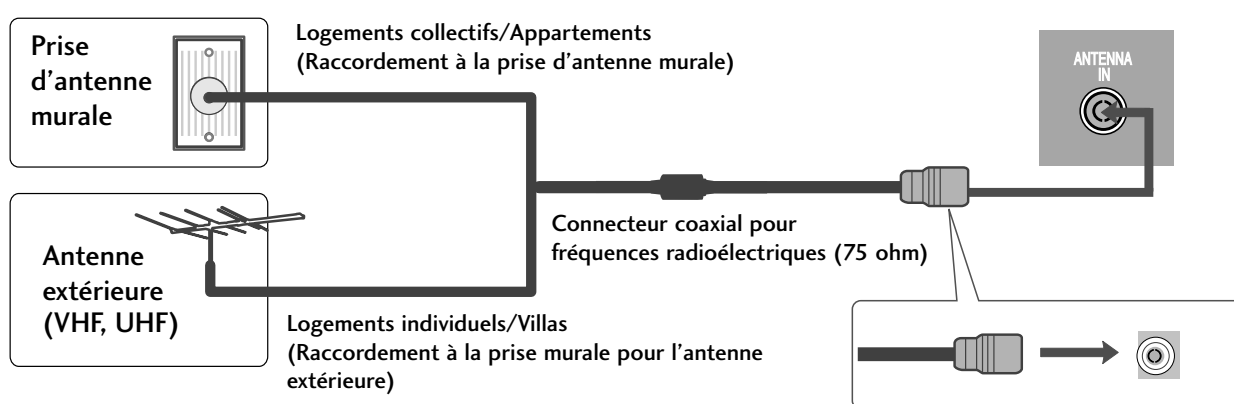 Prise
d'antenne
murale
Logements collectifs/Appartements
(Raccordement à la prise d'antenne murale)
ANTENNA
IN
Antenne
extérieure
(VHF, UHF)
Connecteur coaxial pour
fréquences radioélectriques (75 ohm)
Logements individuels/Villas
(Raccordement à la prise murale pour l'antenne
extérieure)